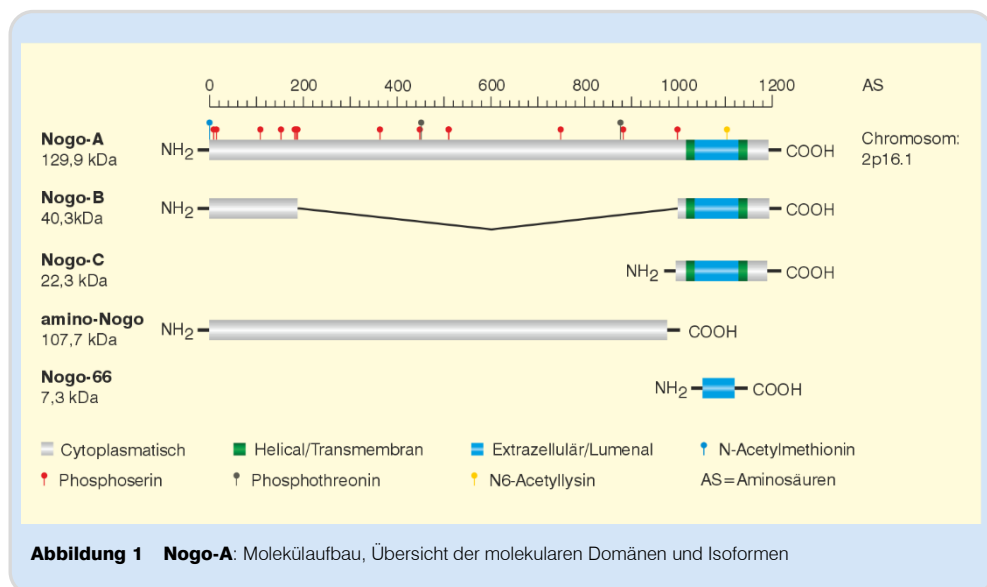 0 200 400 600 800 1000 1200 AS
Nogo-A
129,9 kDa
NH2 COOH
Chromosom:
2p16.1
Nogo-B
40,3kDa
NH2 COOH
Nogo-C
22,3 kDa
NH2 COOH
amino-Nogo
107,7 kDa
NH2 COOH
Nogo-66
7,3 kDa
NH2 COOH
Cytoplasmatisch Helical/Transmembran Extrazellulär/Lumenal N-Acetylmethionin
Phosphoserin Phosphothreonin N6-Acetyllysin AS=Aminosäuren
Abbildung 1 Nogo-A: Molekülaufbau, Übersicht der molekularen Domänen und Isoformen